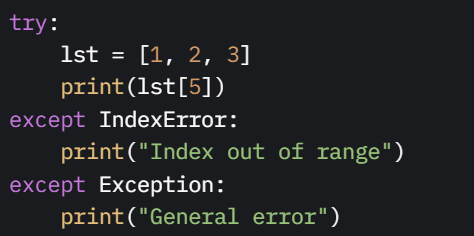 try:
    lst = [1, 2, 3]
    print(lst[5])
except IndexError:
    print("Index out of range")
except Exception:
    print("General error")